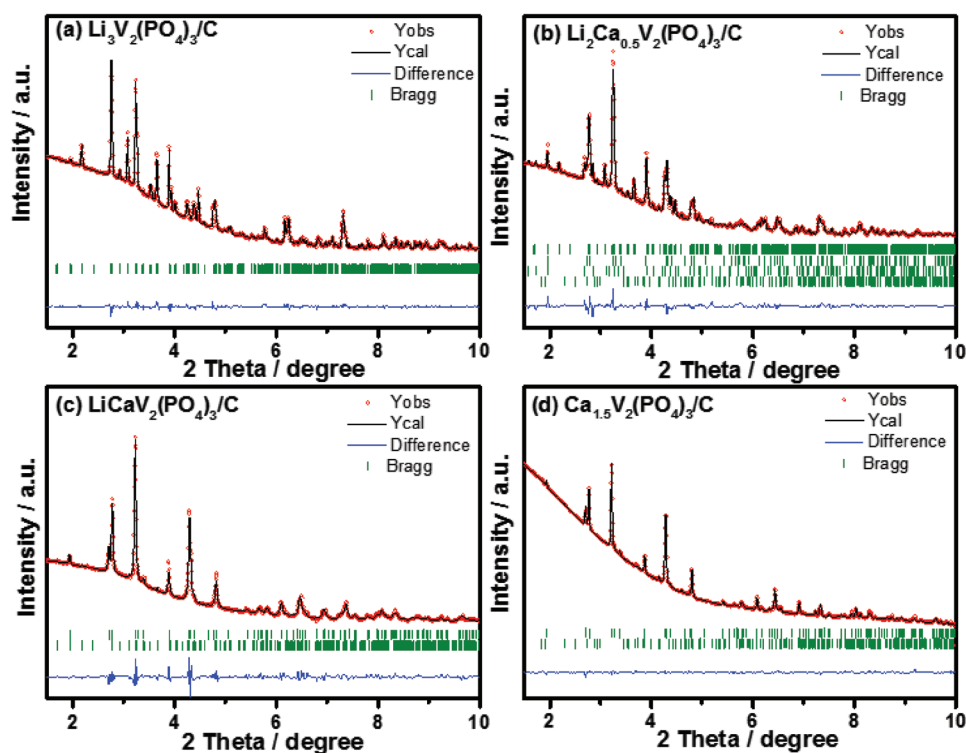 (a) Li₃V₂(PO₄)₃/C
Yobs
Ycal
Difference
Bragg
Intensity / a.u.
2 4 6 8 10
2 Theta / degree
(b) Li₂Ca₀.₅V₂(PO₄)₃/C
Yobs
Ycal
Difference
Bragg
Intensity / a.u.
2 4 6 8 10
2 Theta / degree
(c) LiCaV₂(PO₄)₃/C
Yobs
Ycal
Difference
Bragg
Intensity / a.u.
2 4 6 8 10
2 Theta / degree
(d) Ca₁.₅V₂(PO₄)₃/C
Yobs
Ycal
Difference
Bragg
Intensity / a.u.
2 4 6 8 10
2 Theta / degree